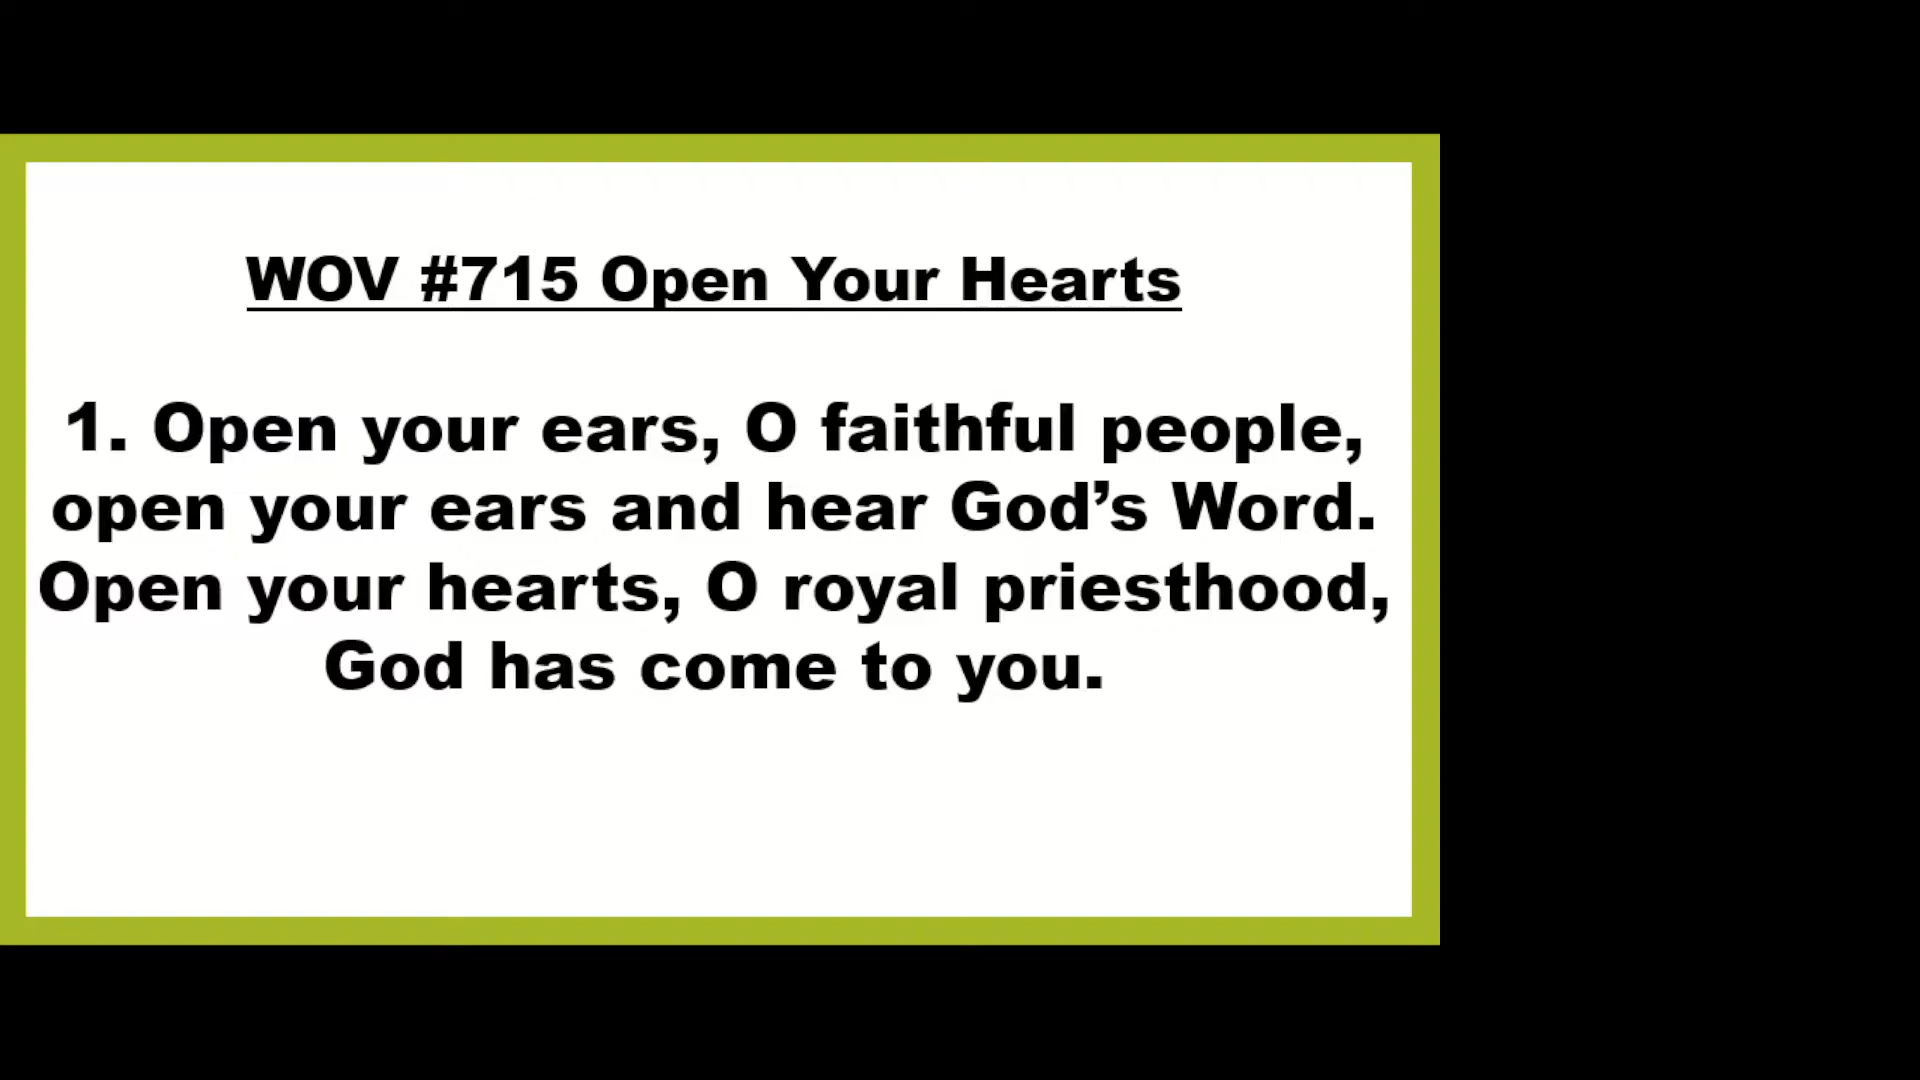 WOV #715 Open Your Hearts
1. Open your ears, O faithful people,
open your ears and hear God’s Word.
Open your hearts, O royal priesthood,
God has come to you.